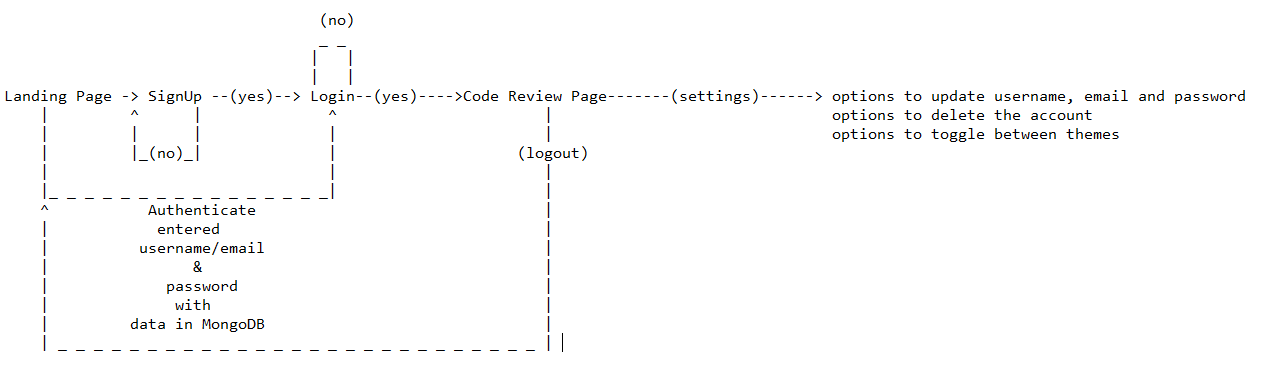 (no)
Landing Page -> SignUp --(yes)--> Login--(yes)---->Code Review Page-------(settings)------> options to update username, email and password
options to delete the account
options to toggle between themes
|_(no)_|
(logout)
Authenticate
entered
username/email
&
password
with
data in MongoDB